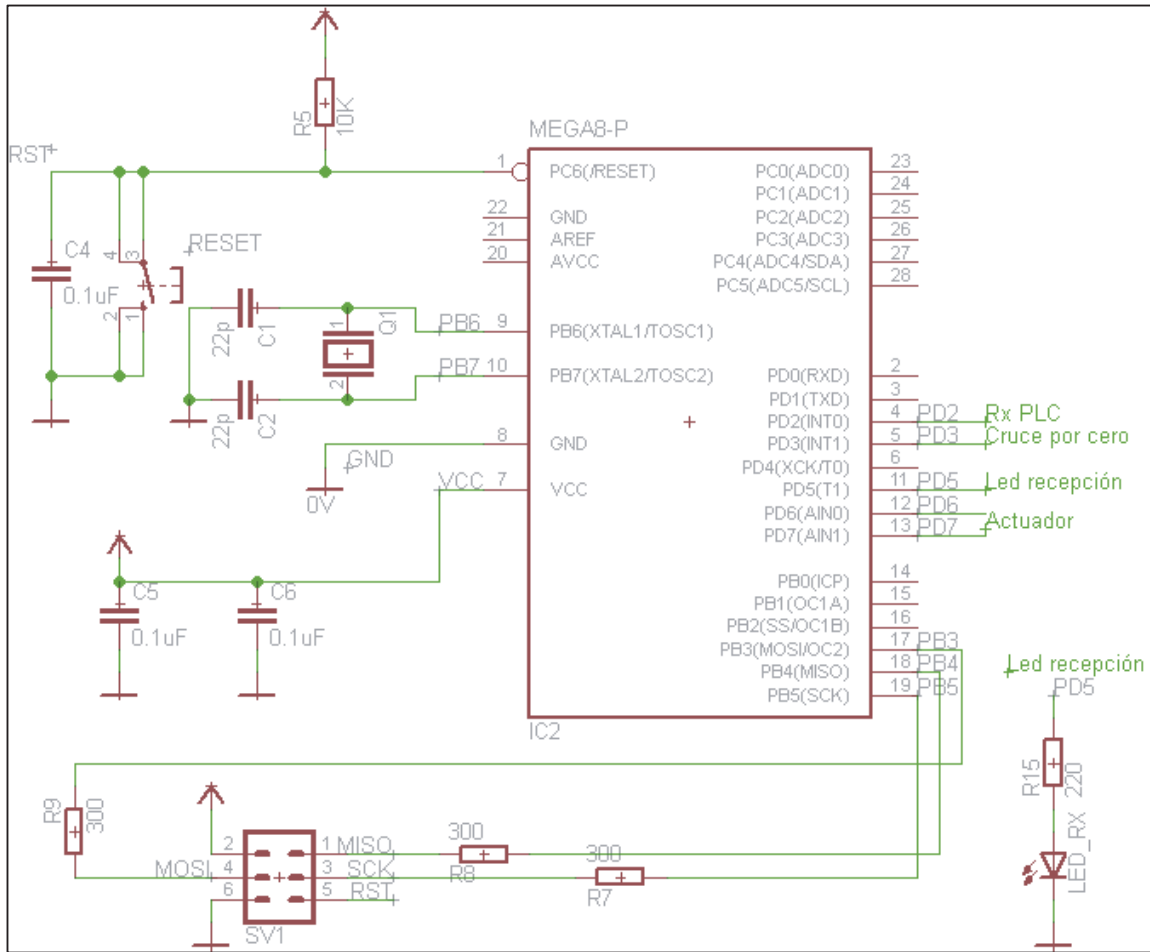 R5
10K
MEGA8-P
RST
1
PC6(/RESET)
22
GND
21
AREF
20
AVCC
9
PB6(XTAL1/TOSC1)
10
PB7(XTAL2/TOSC2)
8
GND
7
VCC
PC0(ADC0)
23
PC1(ADC1)
24
PC2(ADC2)
25
PC3(ADC3)
26
PC4(ADC4/SDA)
27
PC5(ADC5/SCL)
28
PD0(RXD)
2
PD1(TXD)
3
PD2(INT0)
4
PD2
Rx PLC
PD3(INT1)
5
PD3
Cruce por cero
PD4(XCK/T0)
6
PD5(T1)
11
PD5
Led recepción
PD6(AIN0)
12
PD6
PD7(AIN1)
13
PD7
Actuador
PB0(ICP)
14
PB1(OC1A)
15
PB2(SS/OC1B)
16
PB3(MOSI/OC2)
17
PB3
PB4(MISO)
18
PB4
PB5(SCK)
19
PB5
IC2
C4
0.1uF
4
3
2
1
RESET
22p
C1
22p
C2
1
2
Q1
PB6
PB7
GND
0V
VCC
C5
0.1uF
C6
0.1uF
Led recepción
PD5
R15
220
LED_RX
R9
300
2
1
MISO
MOSI
4
3
SCK
6
5
RST
SV1
300
R8
300
R7